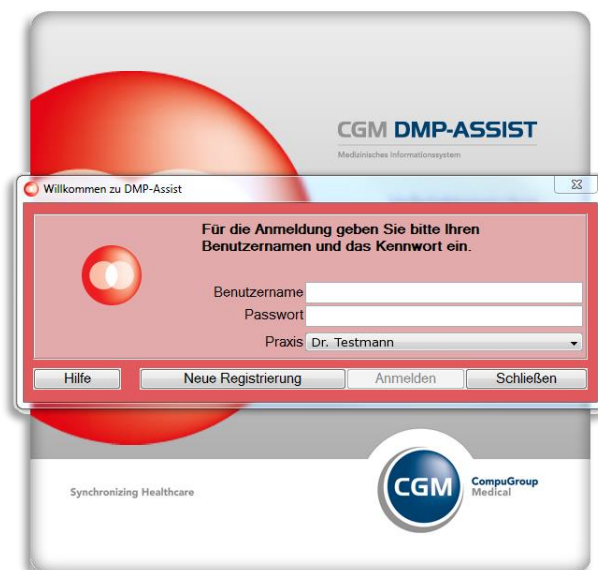 CGM DMP-ASSIST
Medizinisches Informationssystem
Willkommen zu DMP-Assist
Für die Anmeldung geben Sie bitte Ihren
Benutzernamen und das Kennwort ein.
Benutzername
Passwort
Praxis Dr. Testmann
Hilfe Neue Registrierung Anmelden Schließen
Synchronizing Healthcare
CGM
CompuGroup
Medical